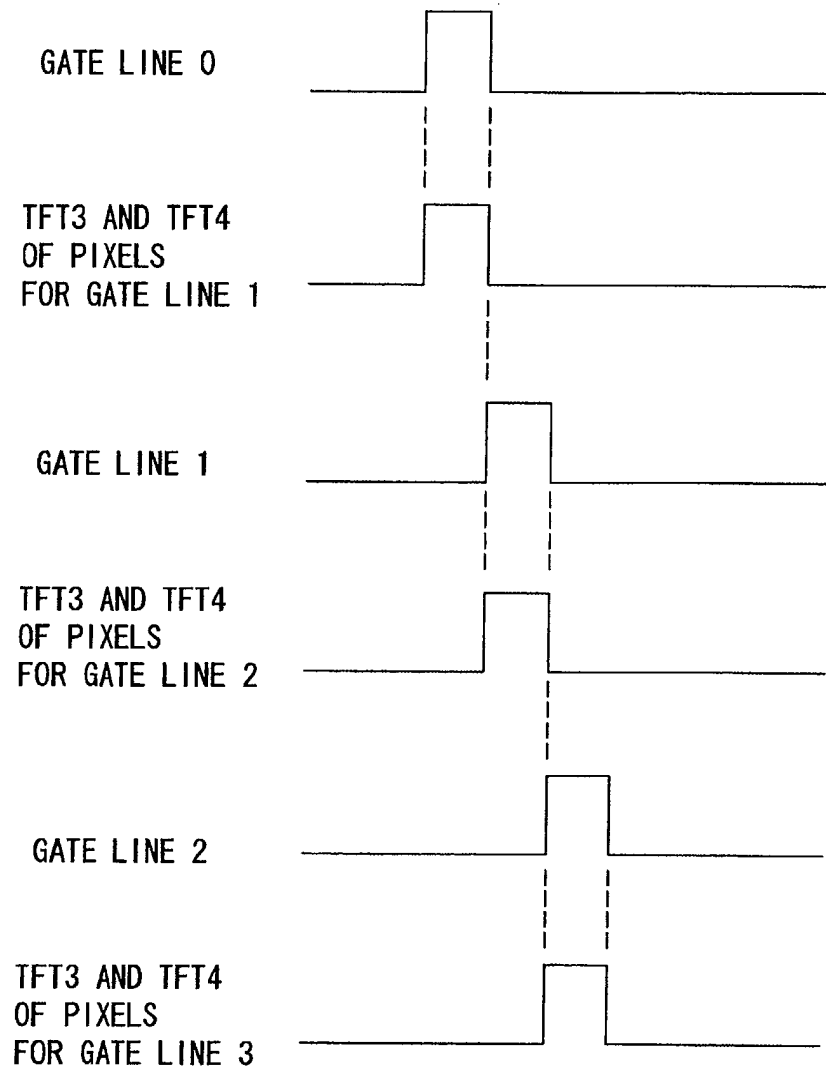 GATE LINE 0
TFT3 AND TFT4
OF PIXELS
FOR GATE LINE 1
GATE LINE 1
TFT3 AND TFT4
OF PIXELS
FOR GATE LINE 2
GATE LINE 2
TFT3 AND TFT4
OF PIXELS
FOR GATE LINE 3